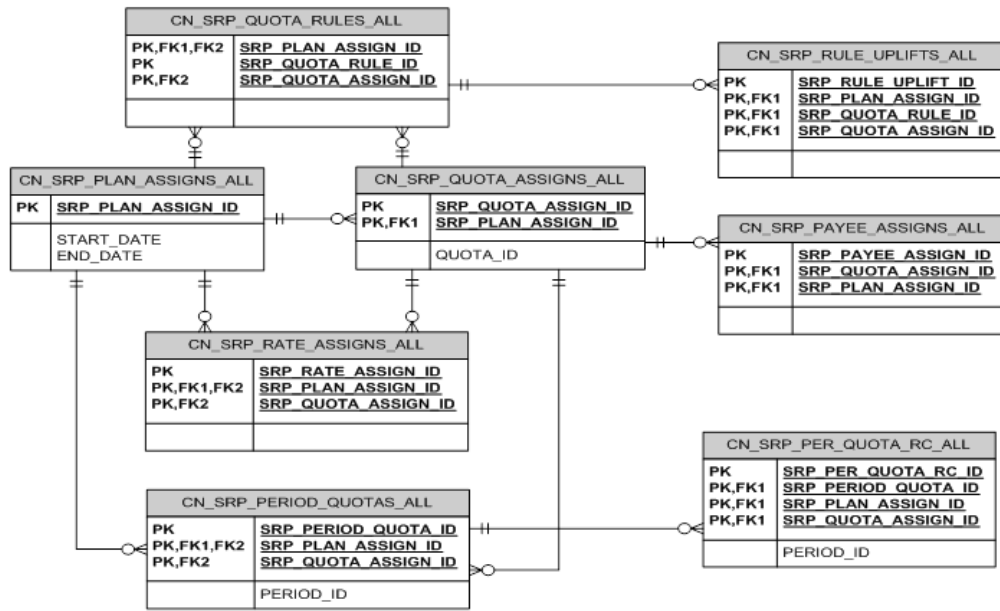 CN_SRP_QUOTA_RULES_ALL
PK,FK1,FK2 SRP_PLAN_ASSIGN_ID
PK SRP_QUOTA_RULE_ID
PK,FK2 SRP_QUOTA_ASSIGN_ID
CN_SRP_RULE_UPLIFTS_ALL
PK SRP_RULE_UPLIFT_ID
PK,FK1 SRP_PLAN_ASSIGN_ID
PK,FK1 SRP_QUOTA_RULE_ID
PK,FK1 SRP_QUOTA_ASSIGN_ID
CN_SRP_PLAN_ASSIGNS_ALL
PK SRP_PLAN_ASSIGN_ID
START_DATE
END_DATE
CN_SRP_QUOTA_ASSIGNS_ALL
PK SRP_QUOTA_ASSIGN_ID
PK,FK1 SRP_PLAN_ASSIGN_ID
QUOTA_ID
CN_SRP_PAYEE_ASSIGNS_ALL
PK SRP_PAYEE_ASSIGN_ID
PK,FK1 SRP_QUOTA_ASSIGN_ID
PK,FK1 SRP_PLAN_ASSIGN_ID
CN_SRP_RATE_ASSIGNS_ALL
PK SRP_RATE_ASSIGN_ID
PK,FK1,FK2 SRP_PLAN_ASSIGN_ID
PK,FK2 SRP_QUOTA_ASSIGN_ID
CN_SRP_PER_QUOTA_RC_ALL
PK SRP_PER_QUOTA_RC_ID
PK,FK1 SRP_PERIOD_QUOTA_ID
PK,FK1 SRP_PLAN_ASSIGN_ID
PK,FK1 SRP_QUOTA_ASSIGN_ID
PERIOD_ID
CN_SRP_PERIOD_QUOTAS_ALL
PK SRP_PERIOD_QUOTA_ID
PK,FK1,FK2 SRP_PLAN_ASSIGN_ID
PK,FK2 SRP_QUOTA_ASSIGN_ID
PERIOD_ID